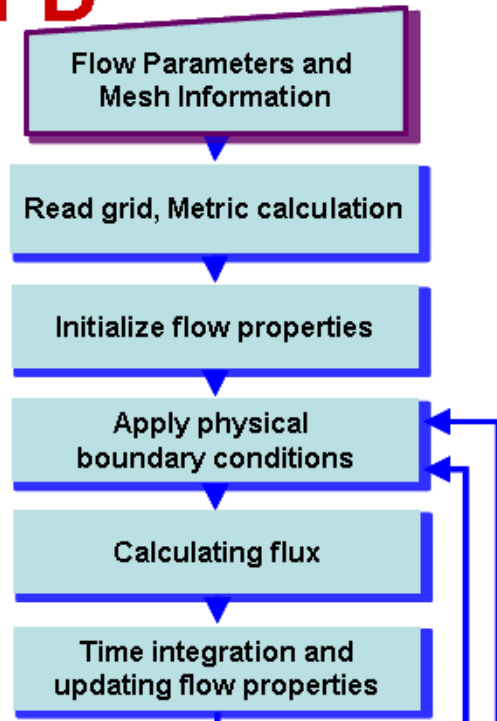 Flow Parameters and
Mesh Information
Read grid, Metric calculation
Initialize flow properties
Apply physical
boundary conditions
Calculating flux
Time integration and
updating flow properties